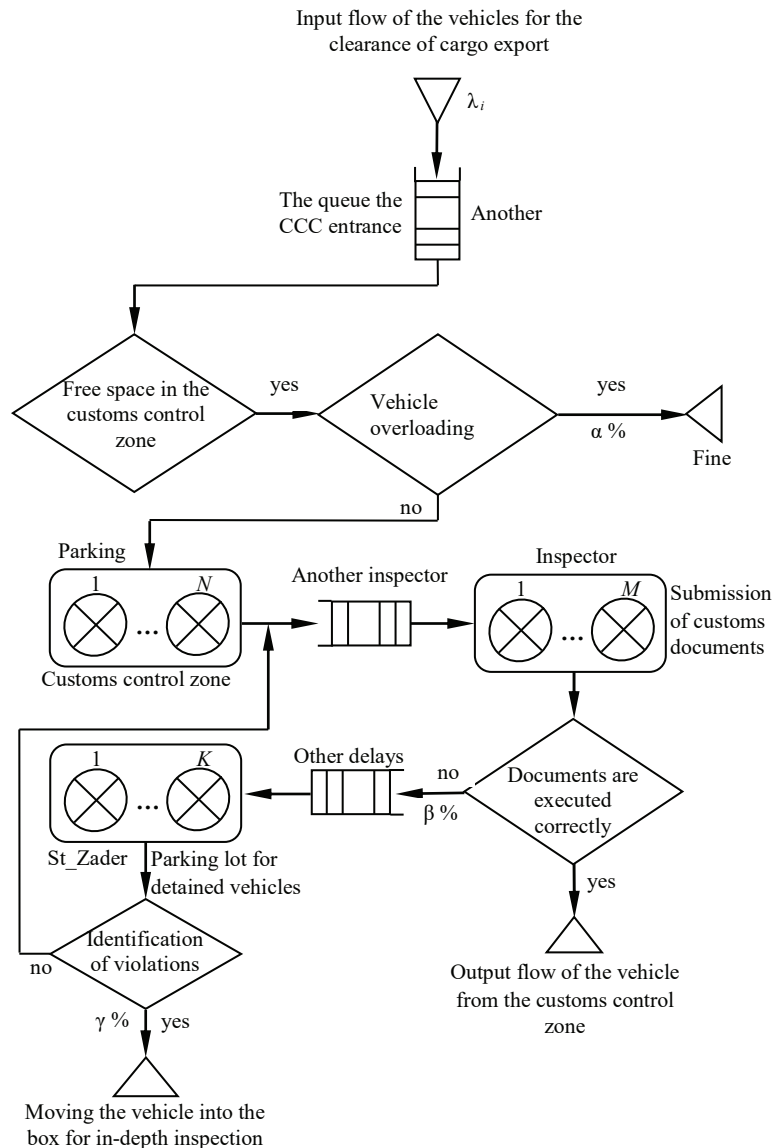 Input flow of the vehicles for the
clearance of cargo export
λi
The queue the
CCC entrance
Another
Free space in the
customs control
zone
yes
Vehicle
overloading
yes
α %
Fine
no
Parking
1
N
...
Customs control zone
Another inspector
Inspector
1
M
...
Submission
of customs
documents
1
K
...
St_Zader
Parking lot for
detained vehicles
Other delays
no
β %
Documents are
executed
correctly
yes
Output flow of the vehicle
from the customs control
zone
Identification
of violations
no
γ %
yes
Moving the vehicle into the
box for in-depth inspection